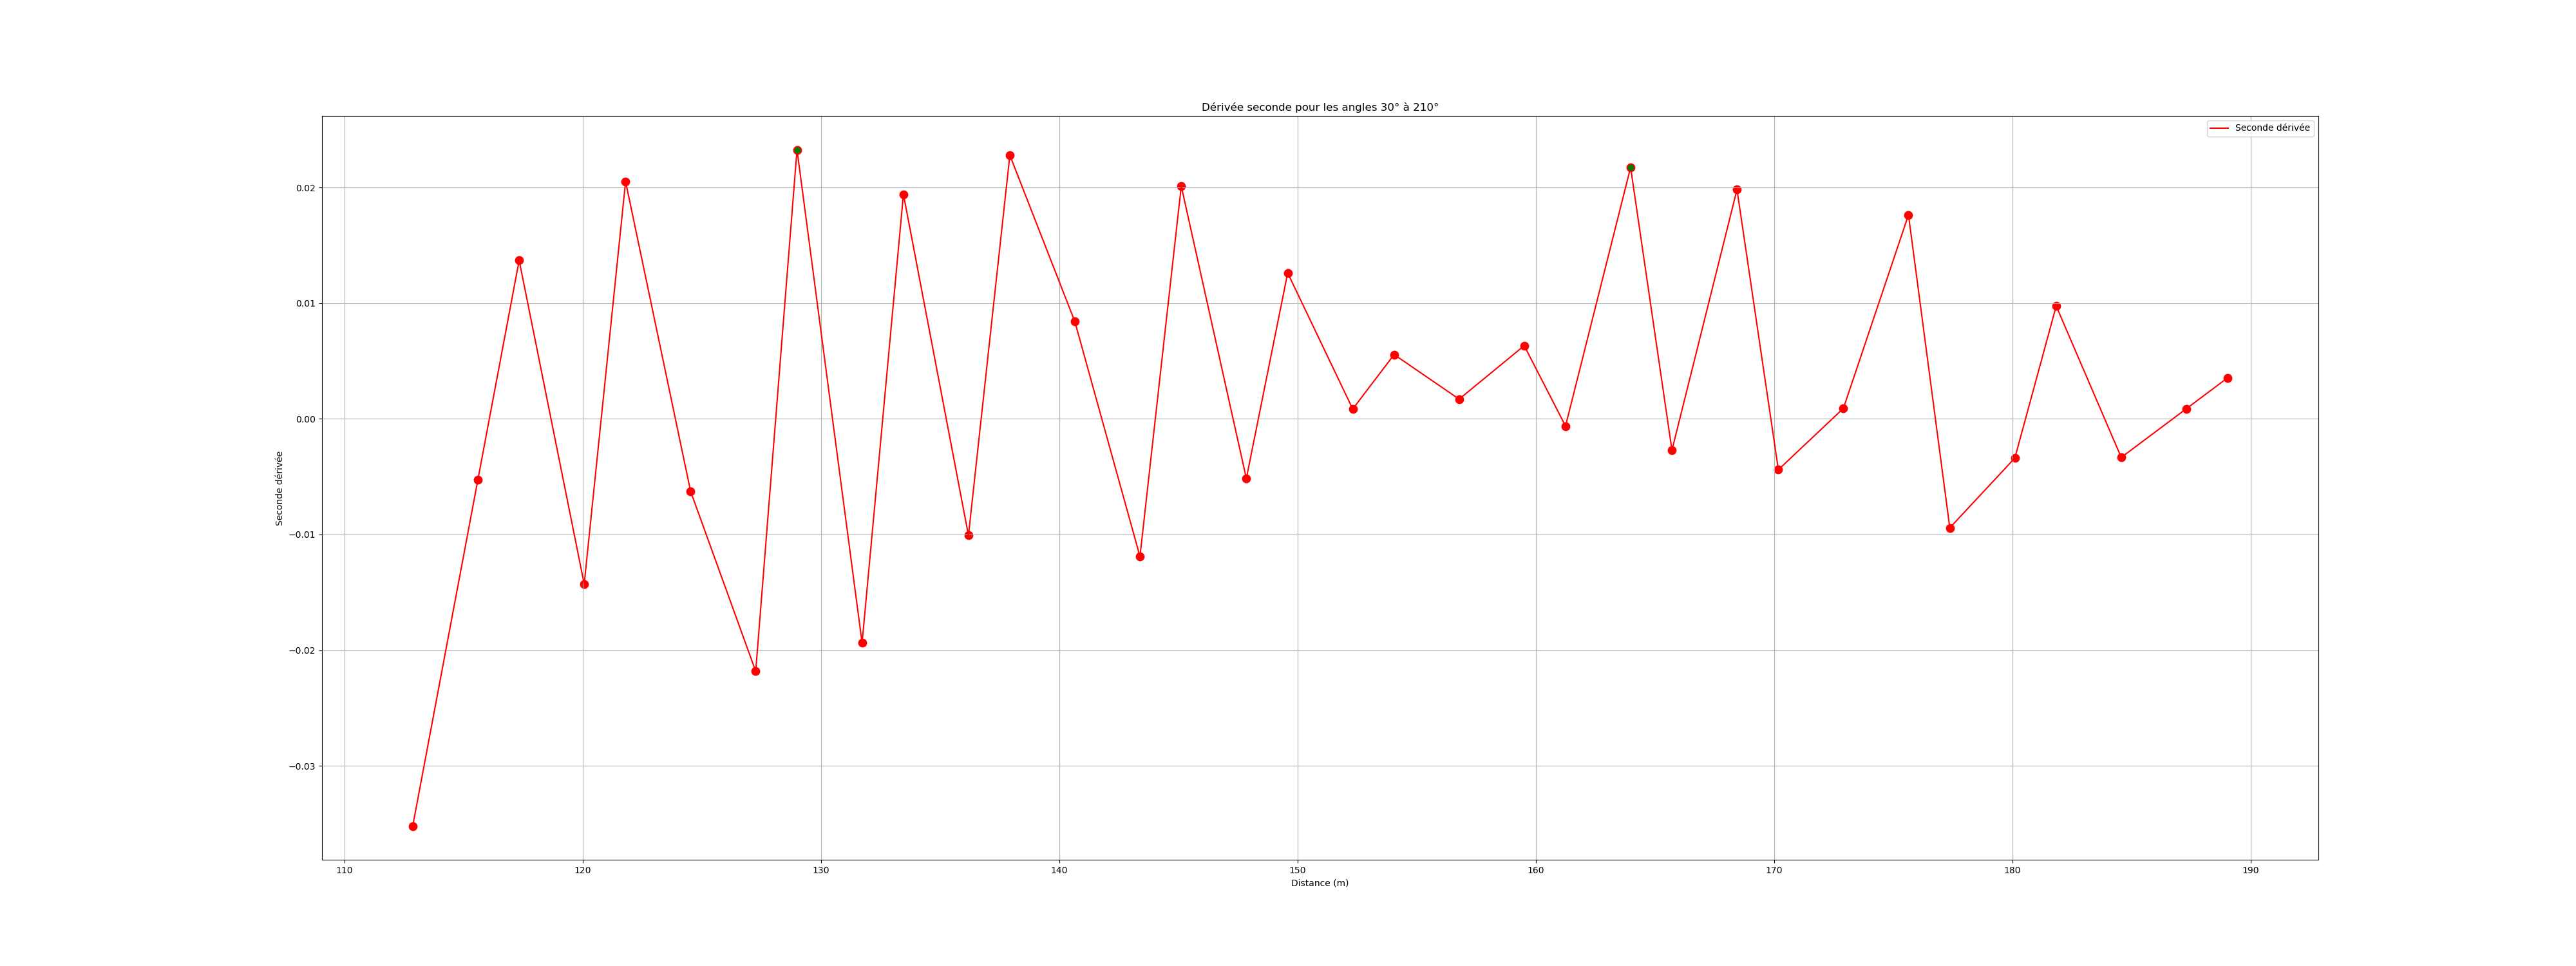 Dérivée seconde pour les angles 30° à 210°
Seconde dérivée
0.02
0.01
0.00
−0.01
−0.02
−0.03
Seconde dérivée
110 120 130 140 150 160 170 180 190
Distance (m)